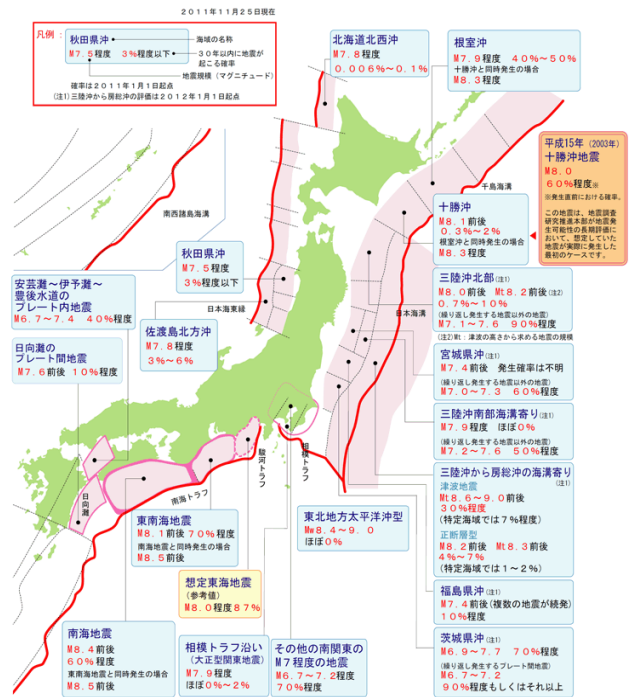 2011年11月25日現在
凡例：
秋田県沖
M7.5程度　3%程度以下
海域の名称
30年以内に地震が
起こる確率
地震規模（マグニチュード）
確率は2011年1月1日起点
(注1)三陸沖から房総沖の評価は2012年1月1日起点
北海道北西沖
M7.8程度
0.006%～0.1%
根室沖
M7.9程度　40%～50%
十勝沖と同時発生の場合
M8.3程度
平成15年 (2003年)
十勝沖地震
M8.0
60%程度※
※発生直前における確率。
この地震は、地震調査
研究推進本部が地震発
生可能性の長期評価に
おいて、想定していた
地震が実際に発生した
最初のケースです。
千島海溝
十勝沖
M8.1前後
0.3%～2%
根室沖と同時発生の場合
M8.3程度
南西諸島海溝
秋田県沖
M7.5程度
3%程度以下
日本海東縁
日本海溝
佐渡島北方沖
M7.8程度
3%～6%
三陸沖北部(注1)
M8.0前後　Mt8.2前後(注2)
0.7%～10%
(繰り返し発生する地震以外の地震)
M7.1～7.6　90%程度
(注2)Mt：津波の高さから求める地震の規模
安芸灘～伊予灘～
豊後水道の
プレート内地震
M6.7～7.4　40%程度
日向灘の
プレート間地震
M7.6前後　10%程度
宮城県沖(注1)
M7.4前後　発生確率は不明
(繰り返し発生する地震以外の地震)
M7.0～7.3　60%程度
三陸沖南部海溝寄り(注1)
M7.9程度　ほぼ0%
(繰り返し発生する地震以外の地震)
M7.2～7.6　50%程度
三陸沖から房総沖の海溝寄り
(注1)
津波地震
Mt8.6～9.0前後
30%程度
(特定海域では7%程度)
正断層型
M8.2前後　Mt8.3前後
4%～7%
(特定海域では1～2%)
日向灘
南海トラフ
駿河トラフ
相模トラフ
東南海地震
M8.1前後 70%程度
南海地震と同時発生の場合
M8.5前後
東北地方太平洋沖型
Mw8.4～9.0
ほぼ0%
想定東海地震
(参考値)
M8.0程度87%
福島県沖(注1)
M7.4前後(複数の地震が続発)
10%程度
南海地震
M8.4前後
60%程度
東南海地震と同時発生の場合
M8.5前後
相模トラフ沿い
(大正型関東地震)
M7.9程度
ほぼ0%～2%
その他の南関東の
M7程度の地震
M6.7～7.2程度
70%程度
茨城県沖(注1)
M6.9～7.7　70%程度
(繰り返し発生するプレート間地震)
M6.7～7.2
90%程度もしくはそれ以上